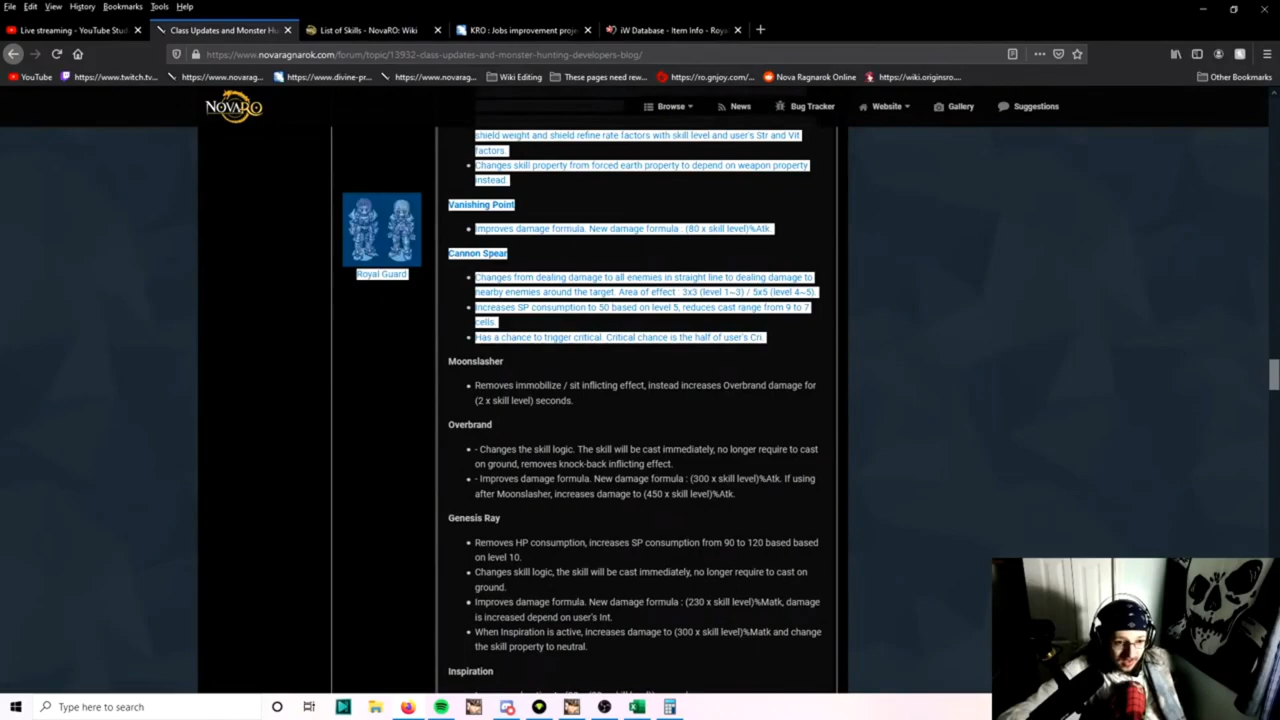 File Edit View History Bookmarks Tools Help
Live streaming - YouTube Stud
Class Updates and Monster Hu
List of Skills - NovaRO: Wiki
KRO : Jobs improvement proje
iW Database - Item Info - Roya
https://www.novaragnarok.com/forum/topic/13932-class-updates-and-monster-hunting-developers-blog/
YouTube
https://www.twitch.tv...
https://www.novarag...
https://www.divine-pr...
https://www.novarag...
Wiki Editing
These pages need rew...
https://ro.gnjoy.com/...
Nova Ragnarok Online
https://wiki.originsro...
Other Bookmarks
NOVARO
Browse
News
Bug Tracker
Website
Gallery
Suggestions
shield weight and shield refine rate factors with skill level and user's Str and Vit
factors.
Changes skill property from forced earth property to depend on weapon property
instead.
Vanishing Point
Improves damage formula. New damage formula : (80 x skill level)%Atk.
Cannon Spear
Royal Guard
Changes from dealing damage to all enemies in straight line to dealing damage to
nearby enemies around the target. Area of effect : 3x3 (level 1~3) / 5x5 (level 4~5).
Increases SP consumption to 50 based on level 5, reduces cast range from 9 to 7
cells.
Has a chance to trigger critical. Critical chance is the half of user's Cri.
Moonslasher
Removes immobilize / sit inflicting effect, instead increases Overbrand damage for
(2 x skill level) seconds.
Overbrand
- Changes the skill logic. The skill will be cast immediately, no longer require to cast
on ground, removes knock-back inflicting effect.
- Improves damage formula. New damage formula : (300 x skill level)%Atk. If using
after Moonslasher, increases damage to (450 x skill level)%Atk.
Genesis Ray
Removes HP consumption, increases SP consumption from 90 to 120 based based
on level 10.
Changes skill logic, the skill will be cast immediately, no longer require to cast on
ground.
Improves damage formula. New damage formula : (230 x skill level)%Matk, damage
is increased depend on user's Int.
When Inspiration is active, increases damage to (300 x skill level)%Matk and change
the skill property to neutral.
Inspiration
Type here to search